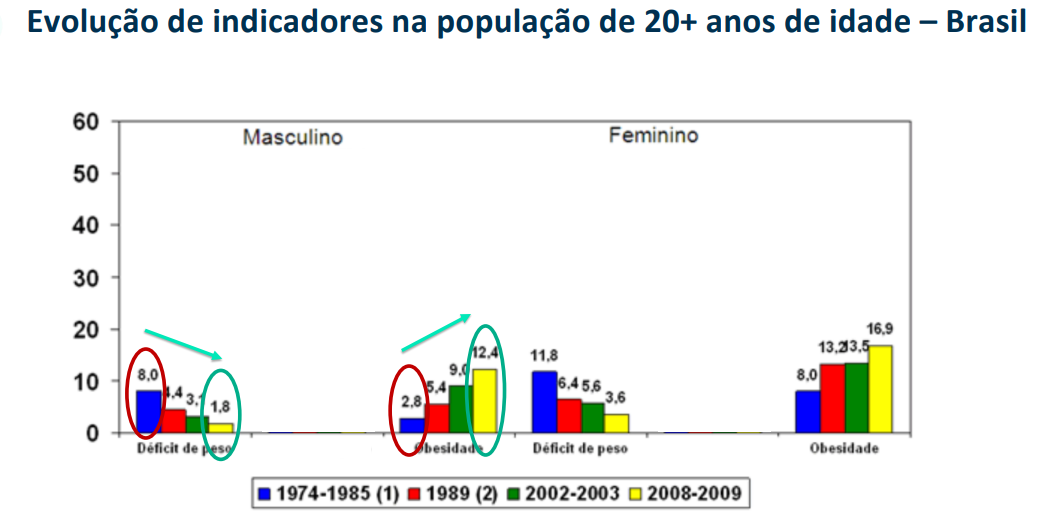 Evolução de indicadores na população de 20+ anos de idade – Brasil
60
50
40
30
20
10
0
Masculino
Feminino
8,0
4,4
3,1
1,8
2,8
5,4
9,0
12,4
11,8
6,4
5,6
3,6
8,0
13,2
13,5
16,9
Déficit de peso
Obesidade
Déficit de peso
Obesidade
1974-1985 (1) 1989 (2) 2002-2003 2008-2009